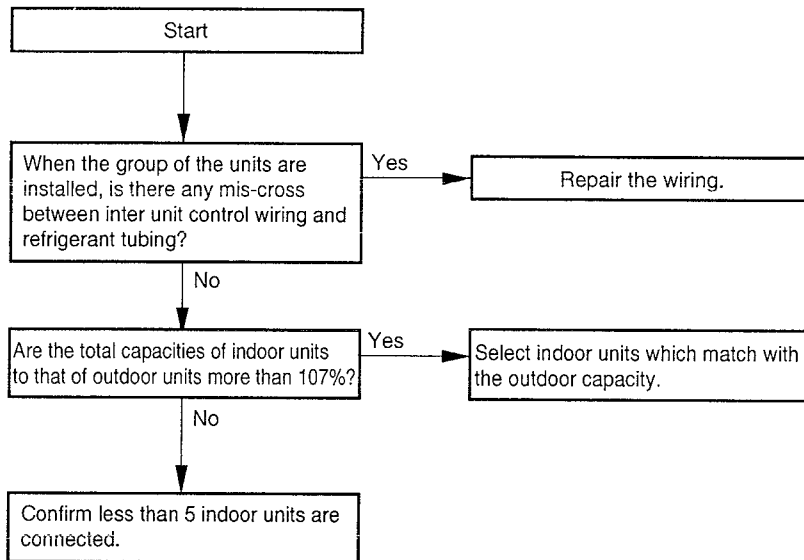 Start
When the group of the units are
installed, is there any mis-cross
between inter unit control wiring and
refrigerant tubing?
Yes
Repair the wiring.
No
Are the total capacities of indoor units
to that of outdoor units more than 107%?
Yes
Select indoor units which match with
the outdoor capacity.
No
Confirm less than 5 indoor units are
connected.